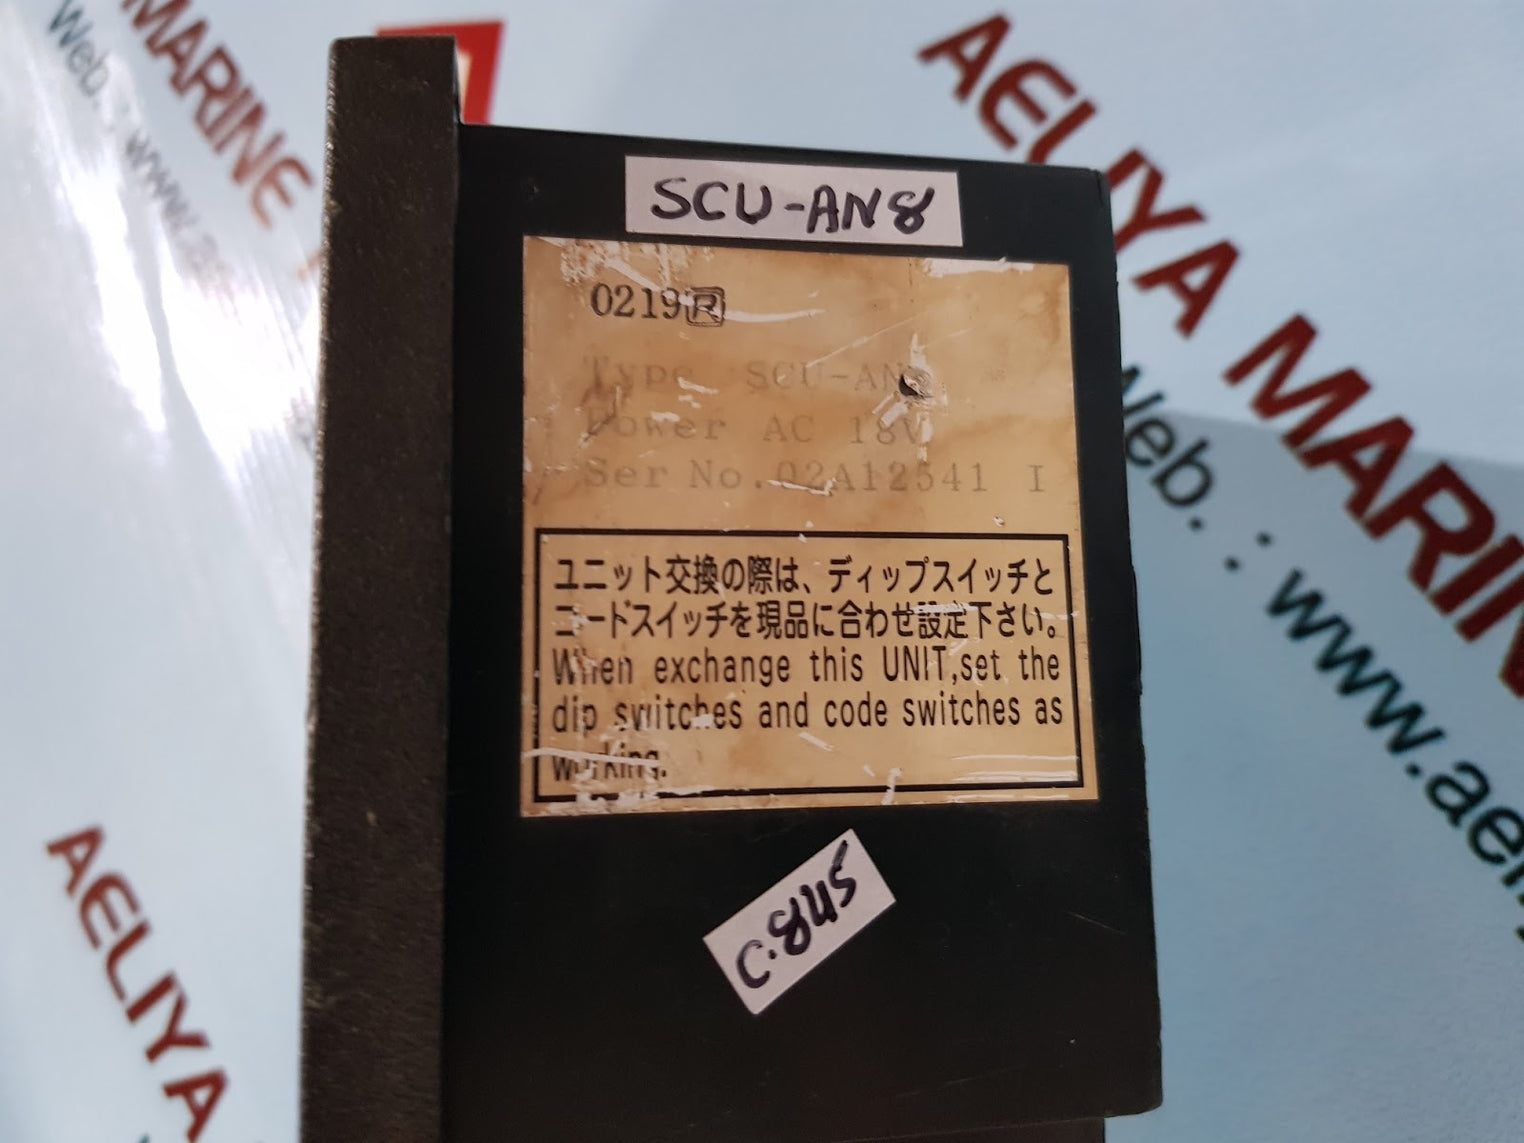 MARINE
Web. : www.ae
AELIYA MARIN
Web. : www.aeli
SCU-AN8
0219 R
Type SCU-AN
Power AC 18V
Ser No. 02A12541 I
ユニット交換の際は、ディップスイッチと
コードスイッチを現品に合わせ設定下さい。
When exchange this UNIT,set the
dip switches and code switches as
working.
C.845
AELIYA